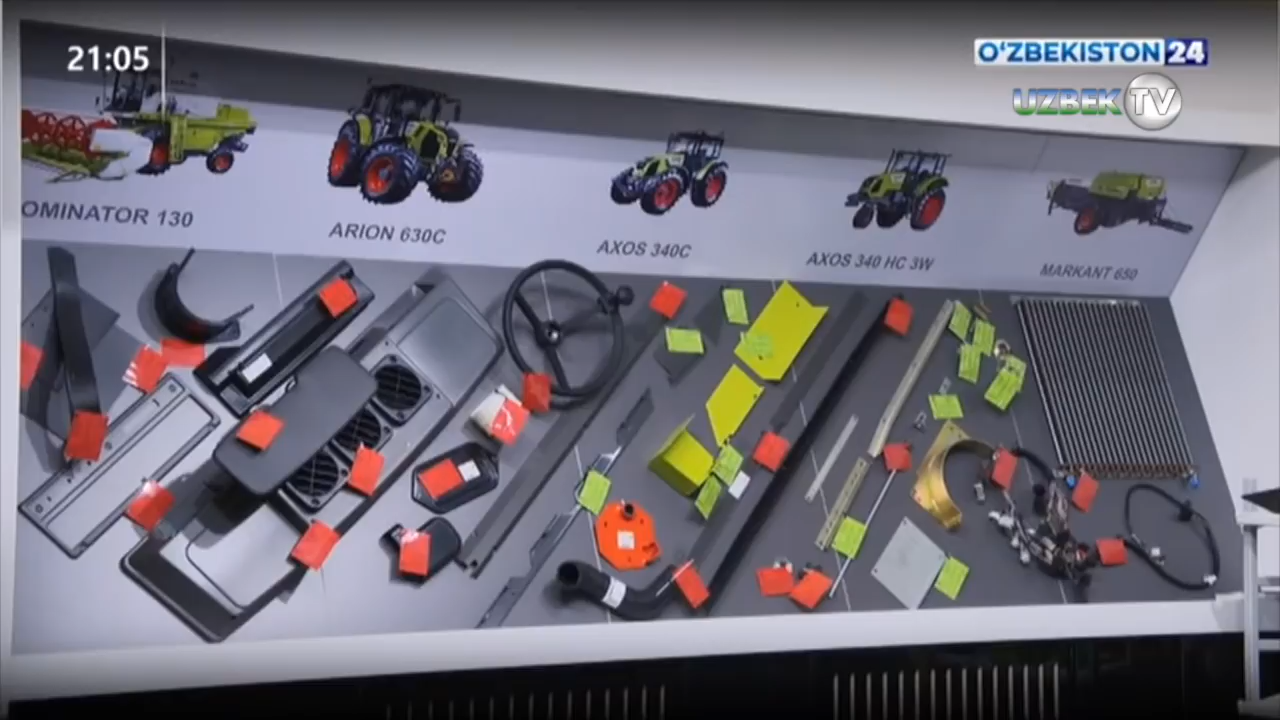 21:05
O‘ZBEKISTON 24
UZBEK TV
OMINATOR 130
ARION 630C
AXOS 340C
AXOS 340 HC 3W
MARKANT 650